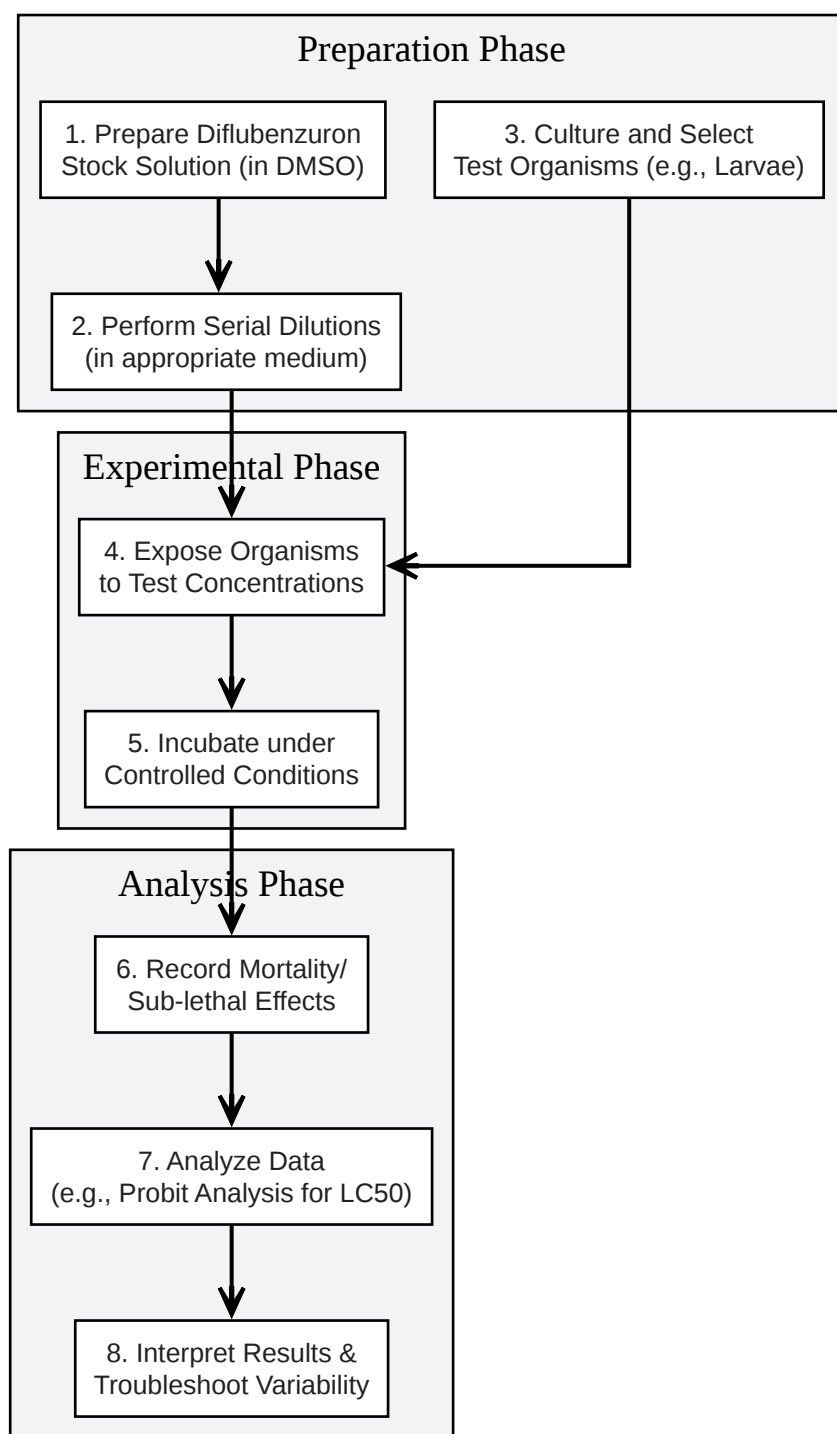 Preparation Phase
1. Prepare Diflubenzuron
Stock Solution (in DMSO)
3. Culture and Select
Test Organisms (e.g., Larvae)
2. Perform Serial Dilutions
(in appropriate medium)
Experimental Phase
4. Expose Organisms
to Test Concentrations
5. Incubate under
Controlled Conditions
Analysis Phase
6. Record Mortality/
Sub-lethal Effects
7. Analyze Data
(e.g., Probit Analysis for LC50)
8. Interpret Results &
Troubleshoot Variability